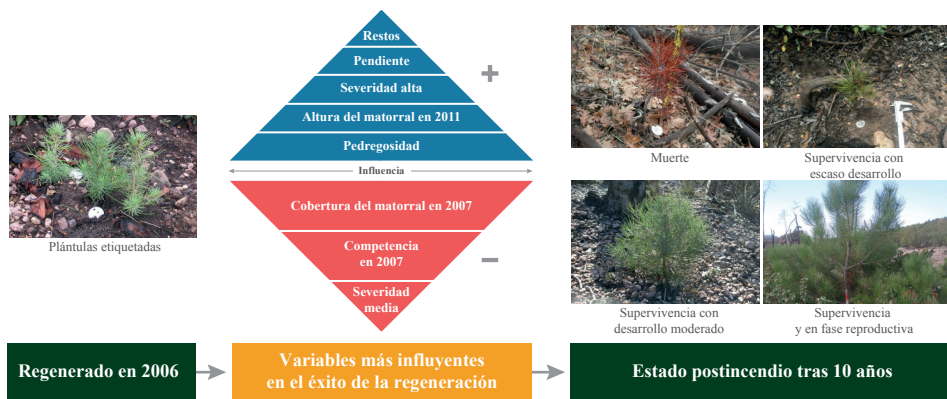 Restos
Pendiente
Severidad alta
Altura del matorral en 2011
Pedregosidad
+
Influencia
Cobertura del matorral en 2007
Competencia
en 2007
Severidad
media
−
Plántulas etiquetadas
Muerte
Supervivencia con
escaso desarrollo
Supervivencia con
desarrollo moderado
Supervivencia
y en fase reproductiva
Regenerado en 2006
Variables más influyentes
en el éxito de la regeneración
Estado postincendio tras 10 años